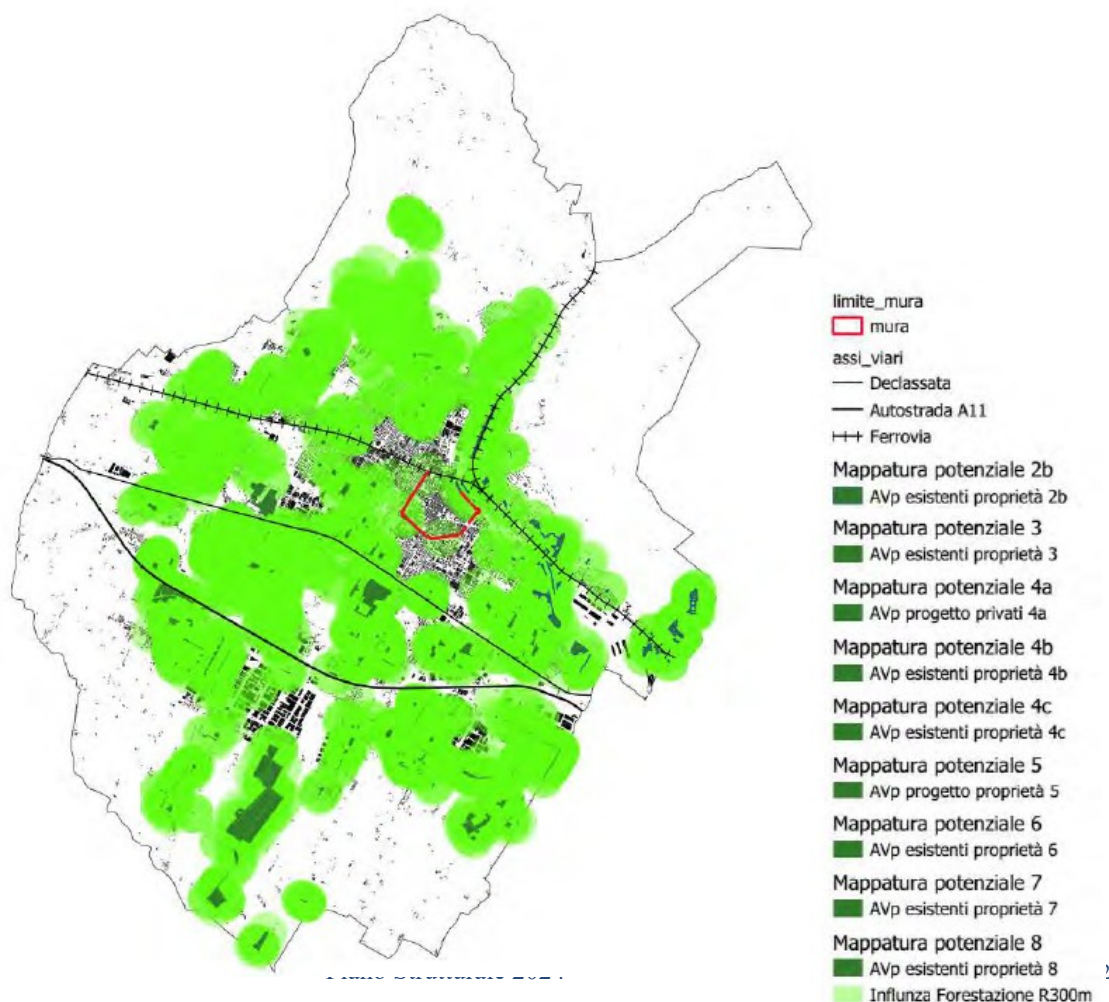 limite_mura
mura
assi_viari
Declassata
Autostrada A11
Ferrovia
Mappatura potenziale 2b
AVp esistenti proprietà 2b
Mappatura potenziale 3
AVp esistenti proprietà 3
Mappatura potenziale 4a
AVp progetto privati 4a
Mappatura potenziale 4b
AVp esistenti proprietà 4b
Mappatura potenziale 4c
AVp esistenti proprietà 4c
Mappatura potenziale 5
AVp progetto proprietà 5
Mappatura potenziale 6
AVp esistenti proprietà 6
Mappatura potenziale 7
AVp esistenti proprietà 7
Mappatura potenziale 8
AVp esistenti proprietà 8
Influnza Forestazione R300m